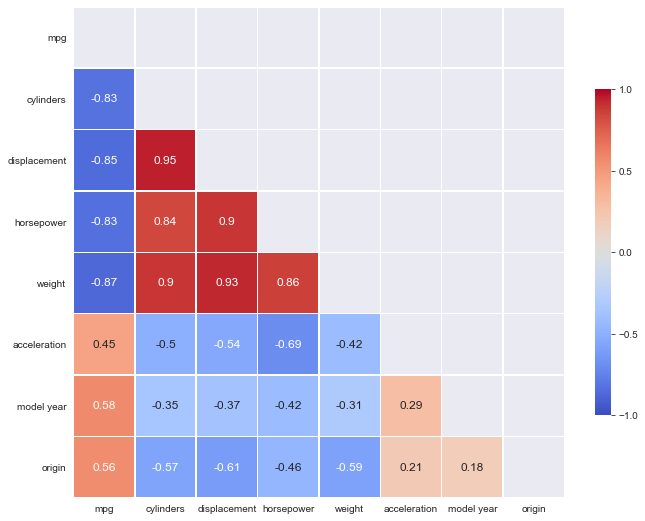 mpg
cylinders -0.83
displacement -0.85 0.95
horsepower -0.83 0.84 0.9
weight -0.87 0.9 0.93 0.86
acceleration 0.45 -0.5 -0.54 -0.69 -0.42
model year 0.58 -0.35 -0.37 -0.42 -0.31 0.29
origin 0.56 -0.57 -0.61 -0.46 -0.59 0.21 0.18
mpg cylinders displacement horsepower weight acceleration model year origin
1.0
0.5
0.0
−0.5
−1.0